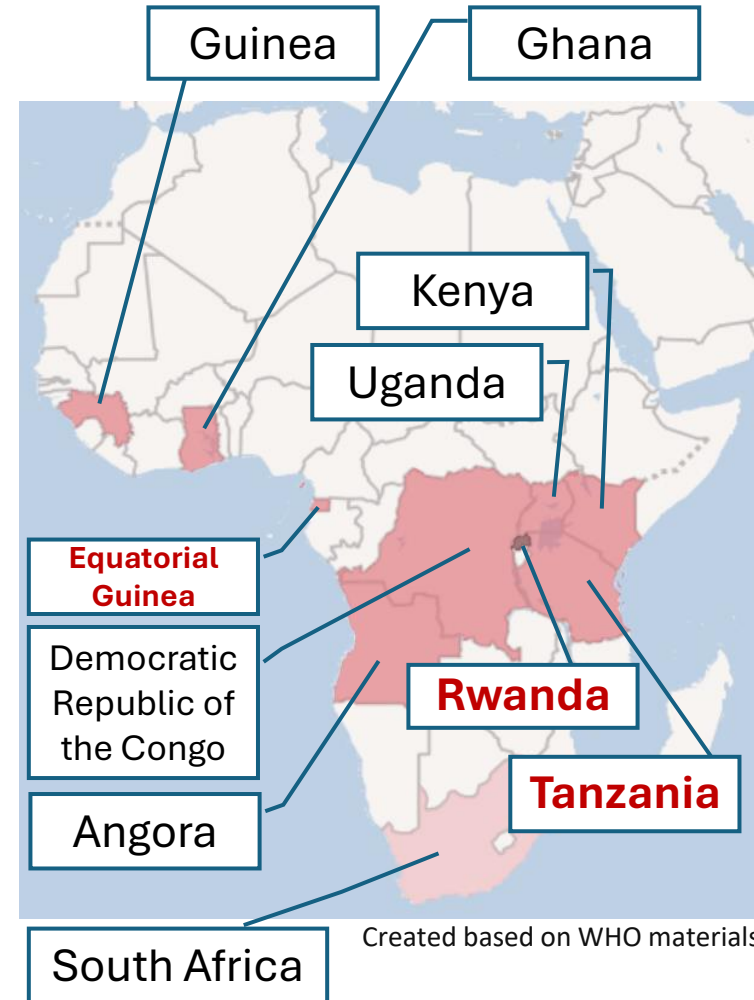 Guinea
Ghana
Kenya
Uganda
Equatorial
Guinea
Democratic
Republic of
the Congo
Rwanda
Tanzania
Angora
South Africa
Created based on WHO materials